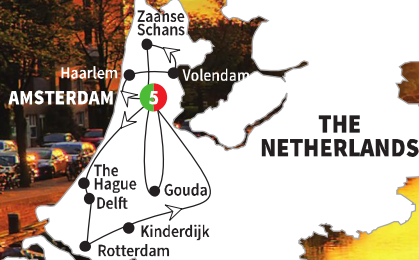 Zaanse
Schans
Haarlem
Volendam
AMSTERDAM
5
THE
NETHERLANDS
The
Hague
Gouda
Delft
Kinderdijk
Rotterdam